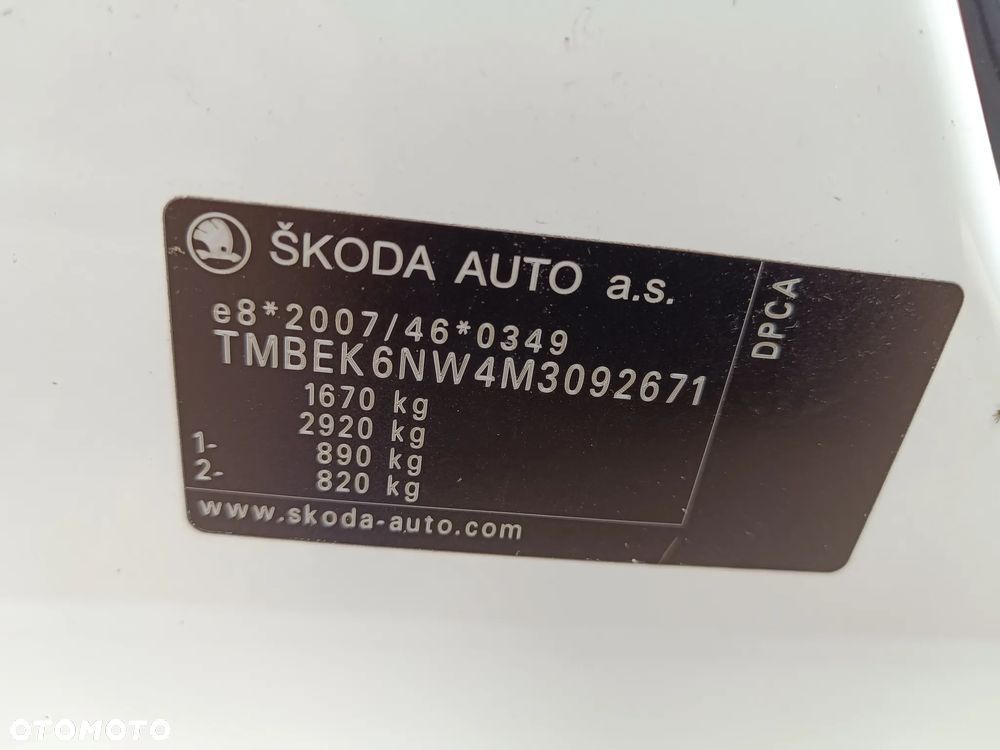 ŠKODA AUTO a.s.
e8*2007/46*0349
TMBEK6NW4M3092671
1670 kg
2920 kg
1- 890 kg
2- 820 kg
www.skoda-auto.com
DPCA
OTOMOTO